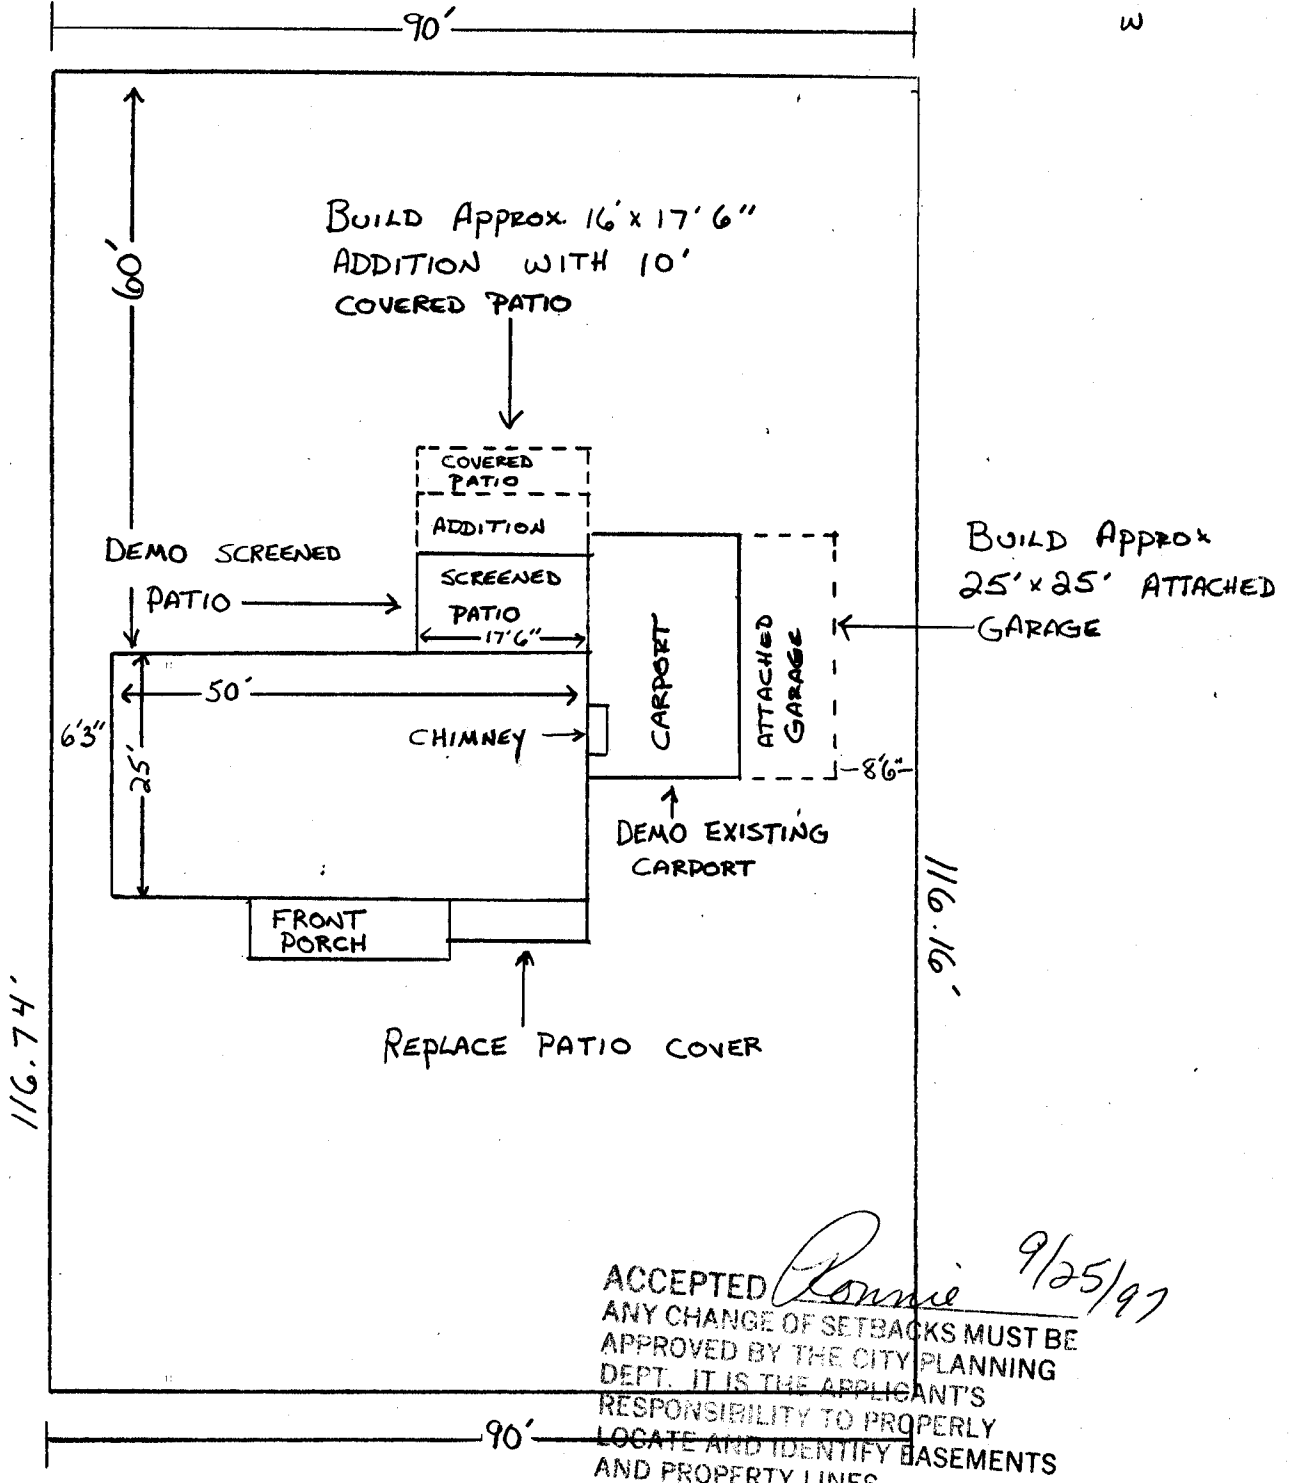 90'
W
60'
BUILD APPROX. 16' x 17' 6"
ADDITION WITH 10'
COVERED PATIO
COVERED
PATIO
ADDITION
DEMO SCREENED
PATIO
SCREENED
PATIO
17'6"
BUILD APPROX
25' x 25' ATTACHED
GARAGE
CARPORT
ATTACHED
GARAGE
50'
6'3"
25'
CHIMNEY
8'6"
DEMO EXISTING
CARPORT
116.16'
FRONT
PORCH
116.74'
REPLACE PATIO COVER
ACCEPTED Ronnie 9/25/97
ANY CHANGE OF SETBACKS MUST BE
APPROVED BY THE CITY PLANNING
DEPT. IT IS THE APPLICANT'S
RESPONSIBILITY TO PROPERLY
LOCATE AND IDENTIFY EASEMENTS
AND PROPERTY LINES
90'